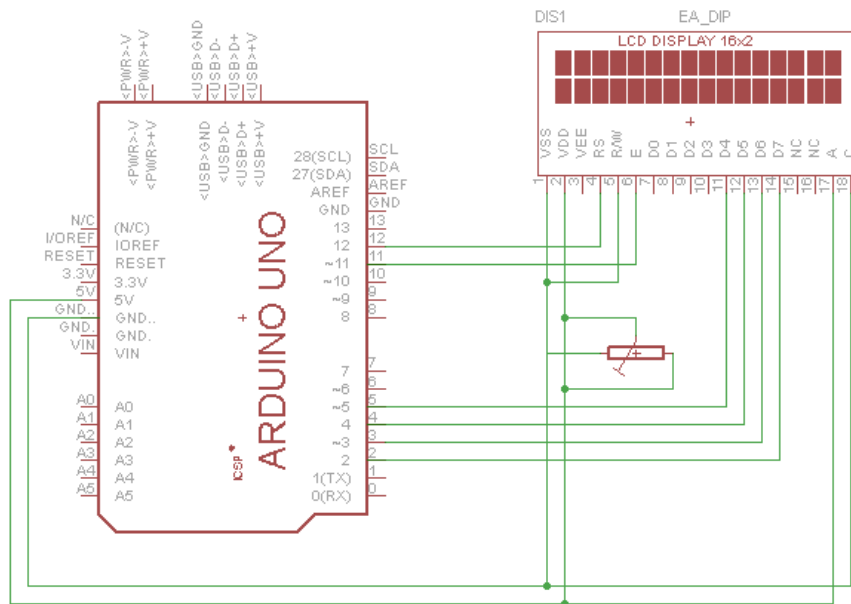 DIS1 EA_DIP
LCD DISPLAY 16x2
VSS VDD VEE RS R/W E D0 D1 D2 D3 D4 D5 D6 D7 NC NC A C
1 2 3 4 5 6 7 8 9 10 11 12 13 14 15 16 17 18
<PWR>-V <PWR>+V <USB>GND <USB>D- <USB>D+ <USB>+V
<PWR>-V <PWR>+V <USB>GND <USB>D- <USB>D+ <USB>+V
28(SCL) SCL
27(SDA) SDA
AREF AREF
GND GND
N/C (N/C) 13 13
I/OREF IOREF 12 12
RESET RESET ~11 11
3.3V 3.3V ~10 10
5V 5V ~9 9
GND.. GND.. 8 8
GND. GND.
VIN VIN
7 7
~6 6
A0 A0 ~5 5
A1 A1 4 4
A2 A2 ~3 3
A3 A3 2 2
A4 A4 1(TX) 1
A5 A5 0(RX) 0
ARDUINO UNO
ICSP